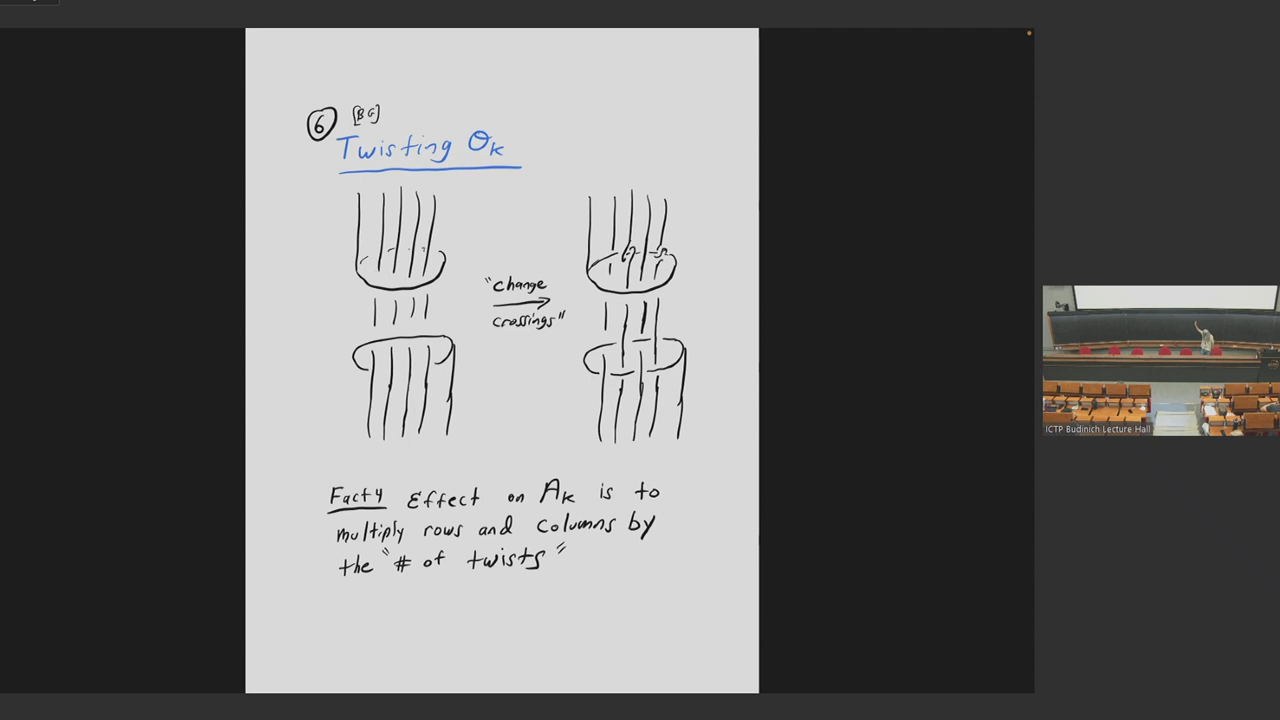 6 [BG]
Twisting Θ_K
"change
crossings"
Fact 4 Effect on A_K is to
multiply rows and columns by
the "# of twists"
ICTP Budinich Lecture Hall